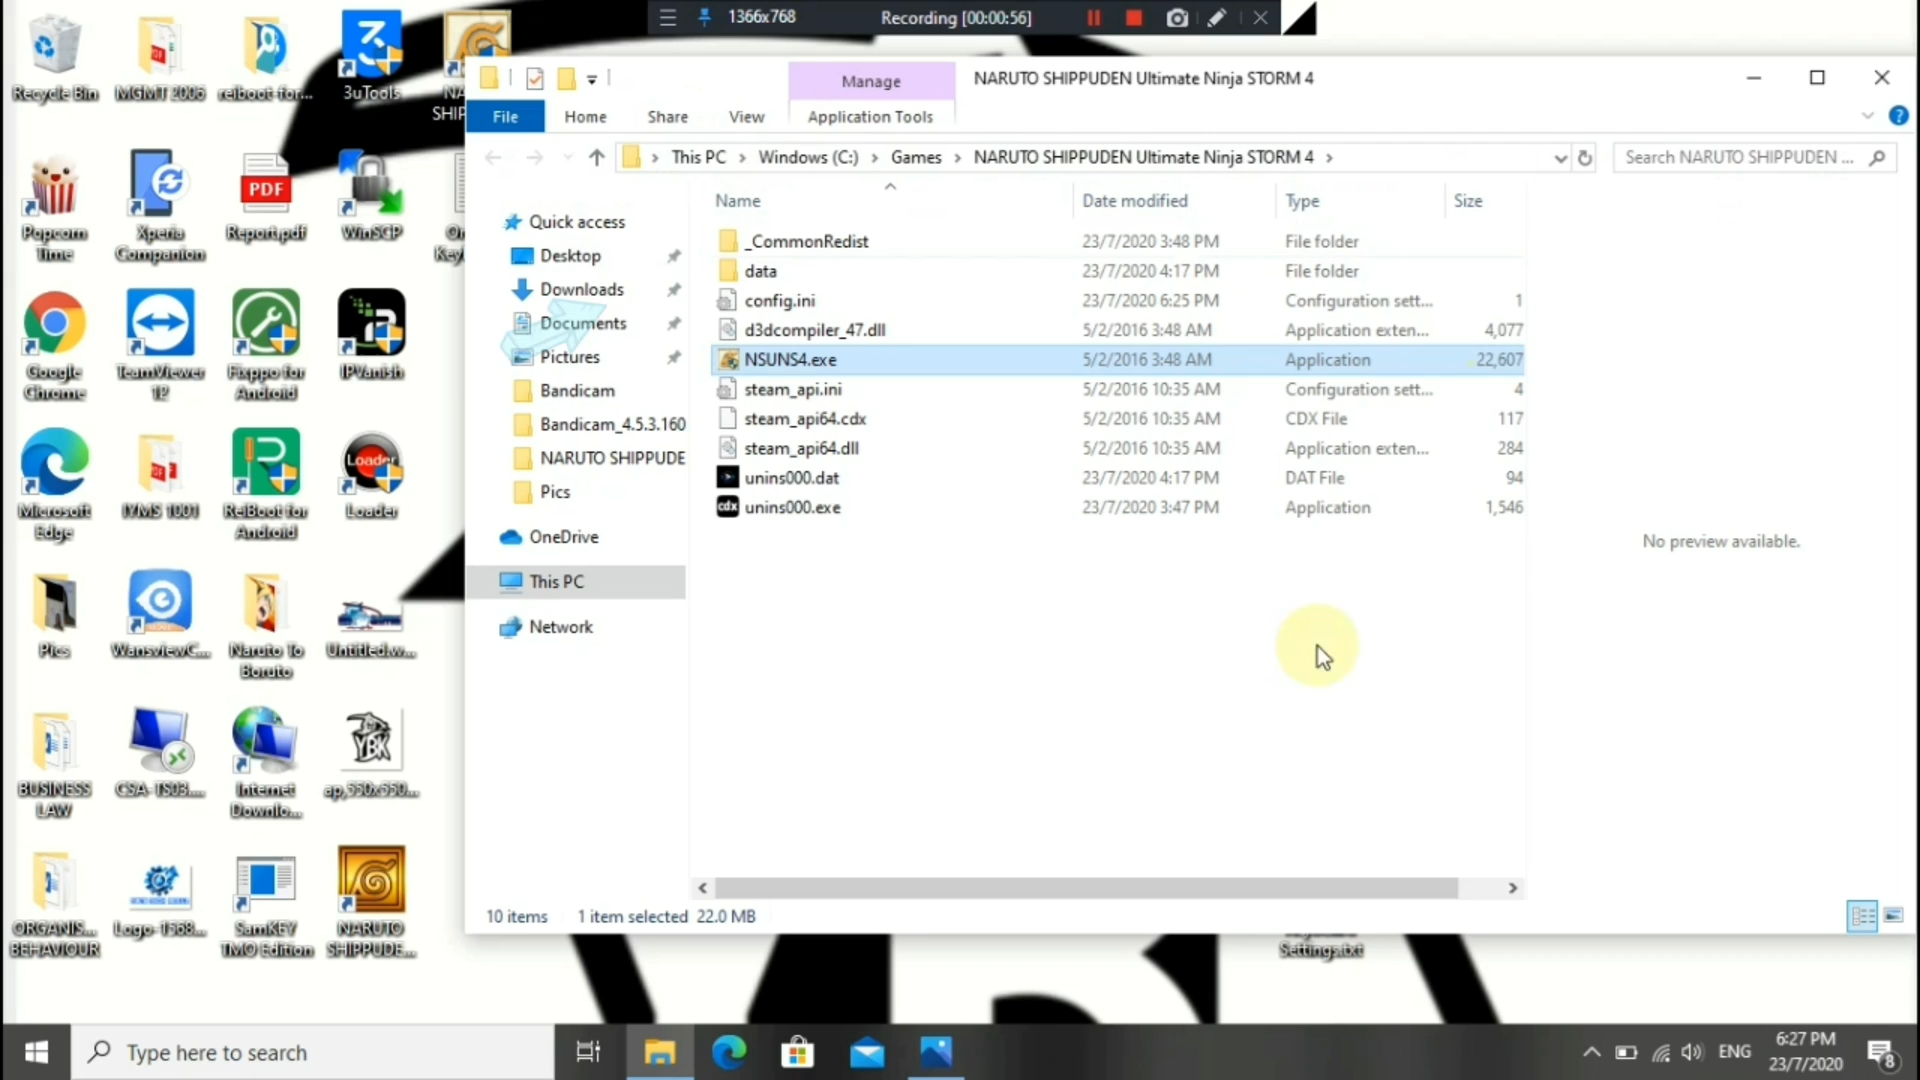 1366x768
Recording [00:00:56]
Manage
NARUTO SHIPPUDEN Ultimate Ninja STORM 4
File
Home
Share
View
Application Tools
This PC
Windows (C:)
Games
NARUTO SHIPPUDEN Ultimate Ninja STORM 4
Search NARUTO SHIPPUDEN ...
Name
Date modified
Type
Size
_CommonRedist 23/7/2020 3:48 PM File folder
data 23/7/2020 4:17 PM File folder
config.ini 23/7/2020 6:25 PM Configuration sett... 1
d3dcompiler_47.dll 5/2/2016 3:48 AM Application exten... 4,077
NSUNS4.exe 5/2/2016 3:48 AM Application 22,607
steam_api.ini 5/2/2016 10:35 AM Configuration sett... 4
steam_api64.cdx 5/2/2016 10:35 AM CDX File 117
steam_api64.dll 5/2/2016 10:35 AM Application exten... 284
unins000.dat 23/7/2020 4:17 PM DAT File 94
cdx unins000.exe 23/7/2020 3:47 PM Application 1,546
Quick access
Desktop
Downloads
Documents
Pictures
Bandicam
Bandicam_4.5.3.160
NARUTO SHIPPUDE
Pics
OneDrive
This PC
Network
No preview available.
10 items
1 item selected 22.0 MB
Recycle Bin
MGMT 2006
reiboot-for...
3uTools
NA
SHIP
Popcorn
Time
Xperia
Companion
PDF
Report.pdf
WinSCP
On
Key
Google
Chrome
TeamViewer
12
Fixppo for
Android
IPVanish
Microsoft
Edge
IYMS 1001
ReiBoot for
Android
Loader
Loader
Pics
WansviewC...
Naruto To
Boruto
Untitled.w...
BUSINESS
LAW
CSA-TS03....
Internet
Downlo...
YBK
ap,550x550...
ORGANIS...
BEHAVIOUR
Logo-1568...
SamKEY
TMO Edition
NARUTO
SHIPPUDE...
Settings.txt
Type here to search
ENG
6:27 PM
23/7/2020
8